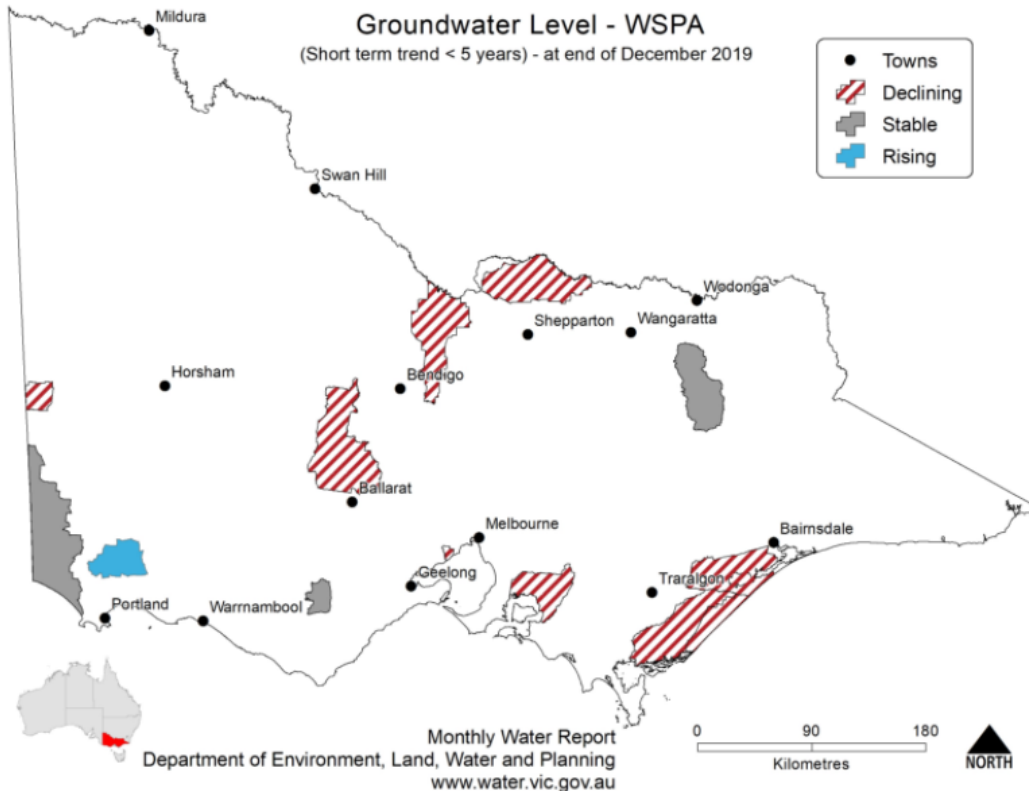 Groundwater Level - WSPA
(Short term trend < 5 years) - at end of December 2019
Towns
Declining
Stable
Rising
Mildura
Swan Hill
Wodonga
Shepparton
Wangaratta
Horsham
Bendigo
Ballarat
Melbourne
Bairnsdale
Geelong
Traralgon
Portland
Warrnambool
Monthly Water Report
Department of Environment, Land, Water and Planning
www.water.vic.gov.au
0 90 180
Kilometres
NORTH